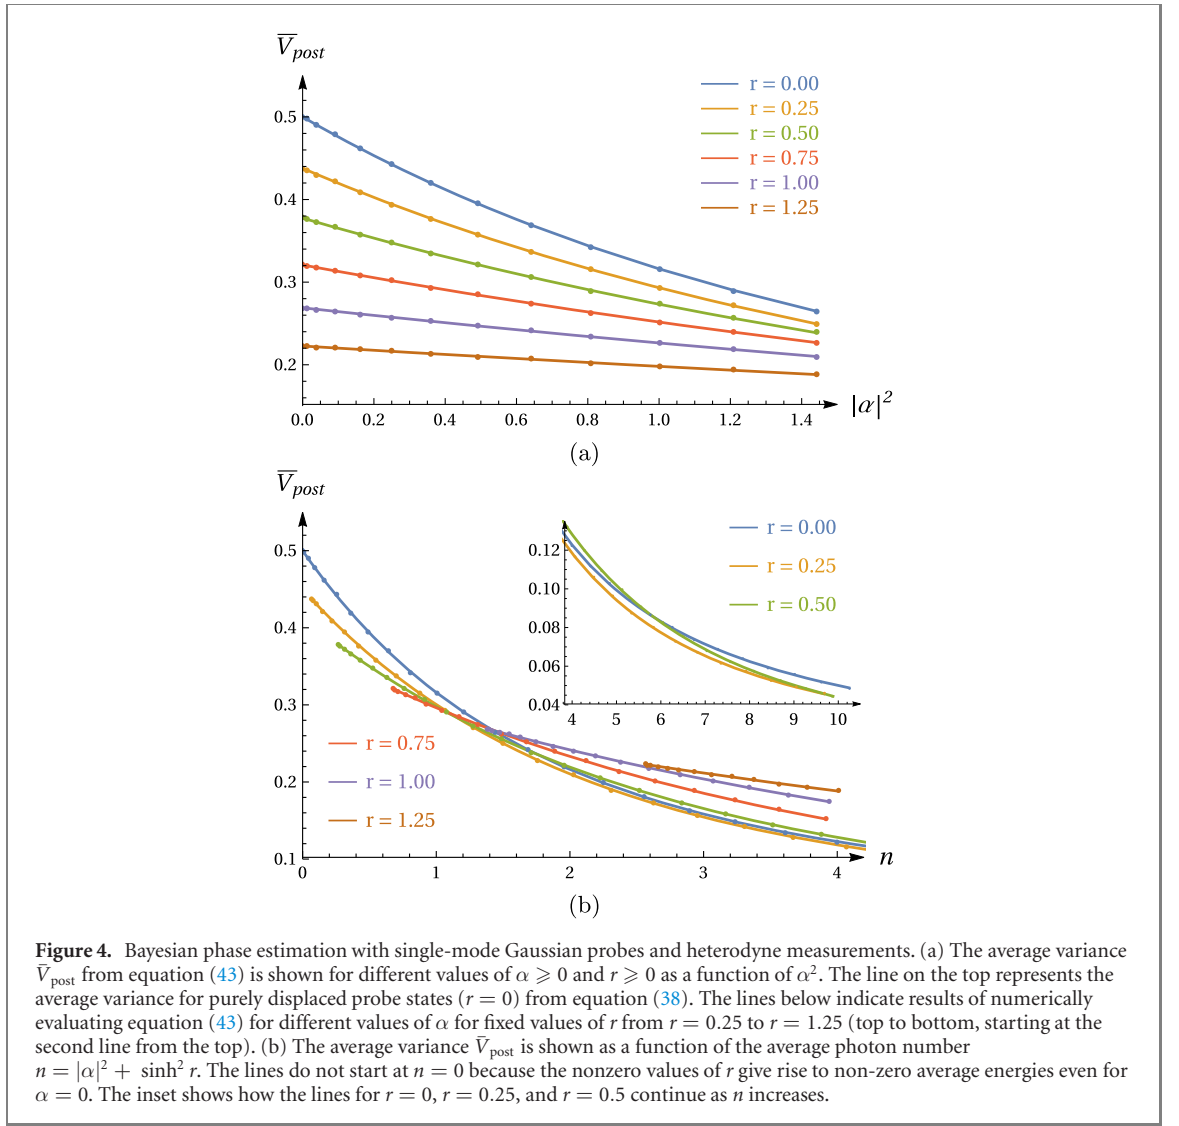 V̅post
0.5
0.4
0.3
0.2
r = 0.00
r = 0.25
r = 0.50
r = 0.75
r = 1.00
r = 1.25
0.0 0.2 0.4 0.6 0.8 1.0 1.2 1.4
|α|²
(a)
V̅post
0.5
0.4
0.3
0.2
0.1
0.12
0.10
0.08
0.06
0.04
4 5 6 7 8 9 10
r = 0.00
r = 0.25
r = 0.50
r = 0.75
r = 1.00
r = 1.25
0 1 2 3 4
n
(b)
Figure 4. Bayesian phase estimation with single-mode Gaussian probes and heterodyne measurements. (a) The average variance
V̄post from equation (43) is shown for different values of α ⩾ 0 and r ⩾ 0 as a function of α². The line on the top represents the
average variance for purely displaced probe states (r = 0) from equation (38). The lines below indicate results of numerically
evaluating equation (43) for different values of α for fixed values of r from r = 0.25 to r = 1.25 (top to bottom, starting at the
second line from the top). (b) The average variance V̄post is shown as a function of the average photon number
n = |α|² + sinh² r. The lines do not start at n = 0 because the nonzero values of r give rise to non-zero average energies even for
α = 0. The inset shows how the lines for r = 0, r = 0.25, and r = 0.5 continue as n increases.